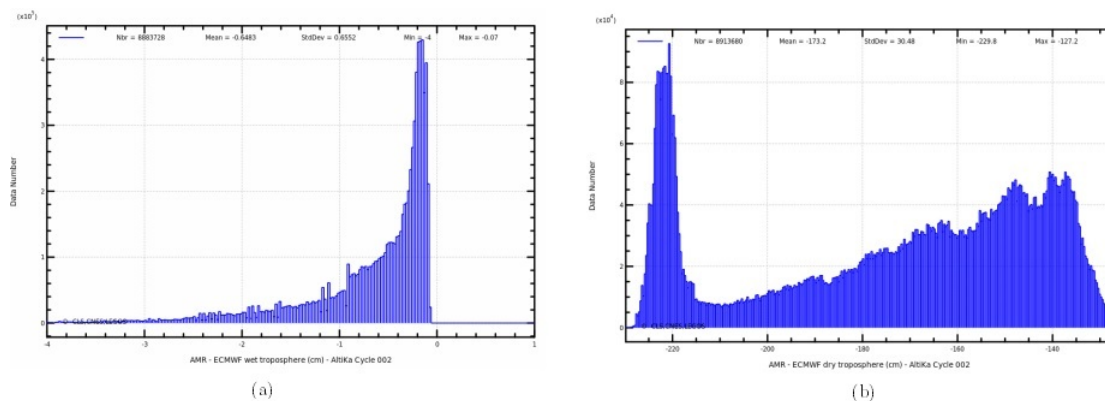 x10⁵
Nbr = 8883728 Mean = -0.6483 StdDev = 0.6552 Min = -4 Max = -0.07
4
2
0
Data Number
-4 -3 -2 -1 0 1
AMR - ECMWF wet troposphere (cm) - AltiKa Cycle 002
(a)
x10⁴
Nbr = 8913680 Mean = -173.2 StdDev = 30.48 Min = -229.8 Max = -127.2
8
6
4
2
0
Data Number
-220 -200 -180 -160 -140
AMR - ECMWF dry troposphere (cm) - AltiKa Cycle 002
(b)